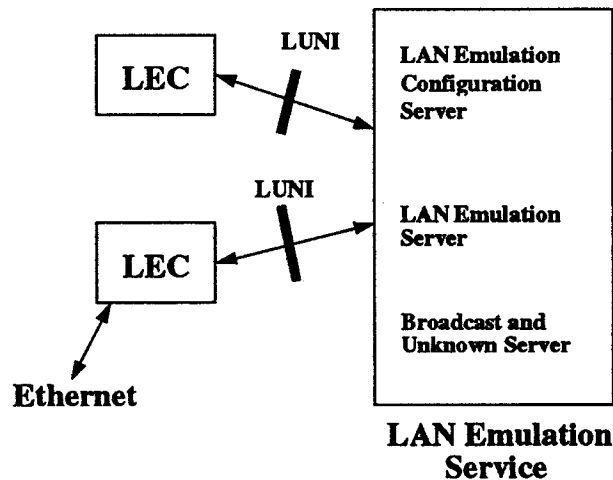 LUNI
LEC
LAN Emulation
Configuration
Server
LUNI
LEC
LAN Emulation
Server
Broadcast and
Unknown Server
Ethernet
LAN Emulation
Service